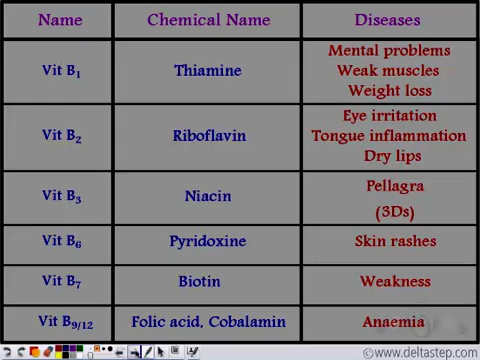 Name Chemical Name Diseases
Vit B1 Thiamine Mental problems
Weak muscles
Weight loss
Vit B2 Riboflavin Eye irritation
Tongue inflammation
Dry lips
Vit B3 Niacin Pellagra
(3Ds)
Vit B6 Pyridoxine Skin rashes
Vit B7 Biotin Weakness
Vit B9/12 Folic acid, Cobalamin Anaemia
©www.deltastep.com